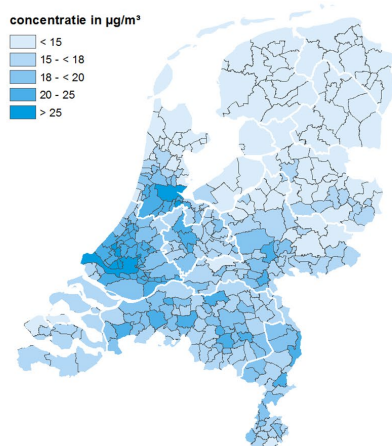 concentratie in µg/m³
< 15
15 - < 18
18 - < 20
20 - 25
> 25